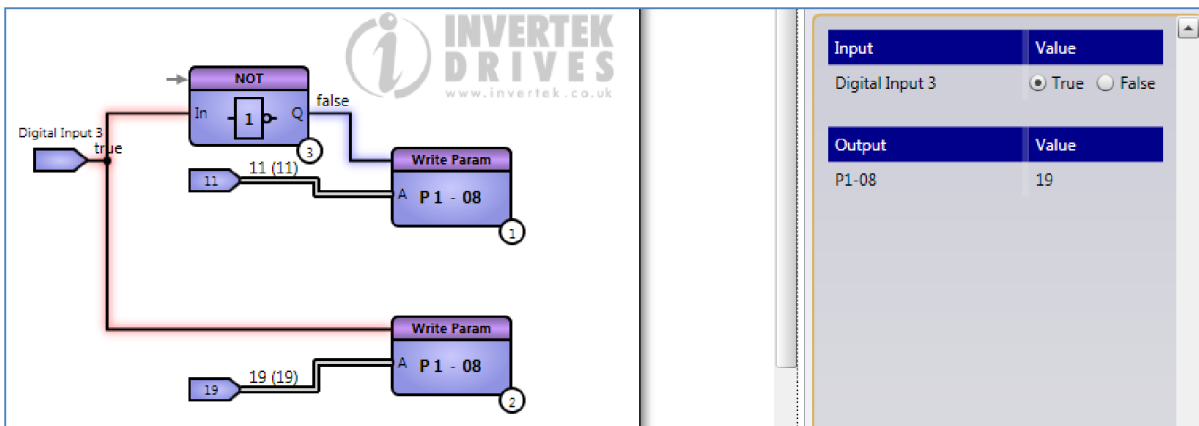 INVERTEK
DRIVES
www.invertek.co.uk
NOT
In
1
Q
3
false
Digital Input 3
true
11
11 (11)
Write Param
A
P1 - 08
1
Write Param
A
P1 - 08
2
19
19 (19)
Input Value
Digital Input 3 True False
Output Value
P1-08 19